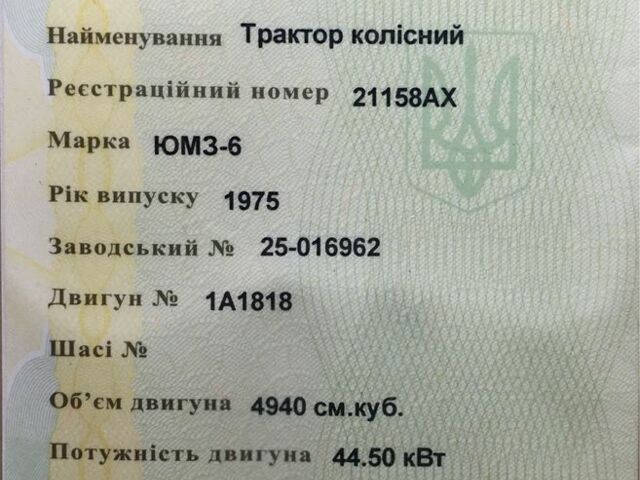 Найменування Трактор колісний
Реєстраційний номер 21158АХ
Марка ЮМЗ-6
Рік випуску 1975
Заводський № 25-016962
Двигун № 1А1818
Шасі №
Об'єм двигуна 4940 см.куб.
Потужність двигуна 44.50 кВт